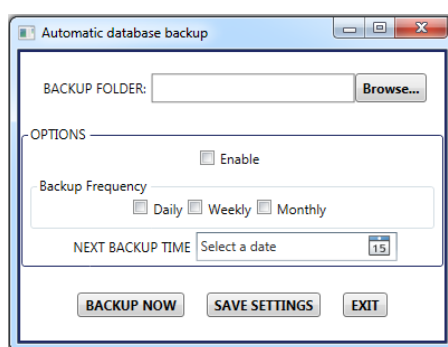 Automatic database backup
BACKUP FOLDER: Browse...
OPTIONS
Enable
Backup Frequency
Daily Weekly Monthly
NEXT BACKUP TIME Select a date 15
BACKUP NOW SAVE SETTINGS EXIT